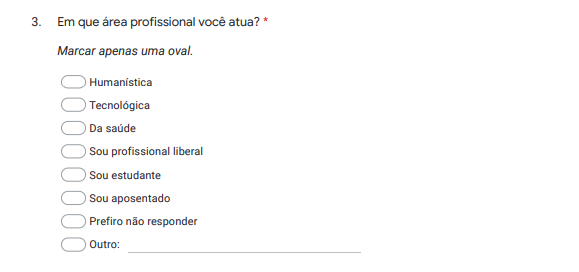 3. Em que área profissional você atua? *
Marcar apenas uma oval.
Humanística
Tecnológica
Da saúde
Sou profissional liberal
Sou estudante
Sou aposentado
Prefiro não responder
Outro: